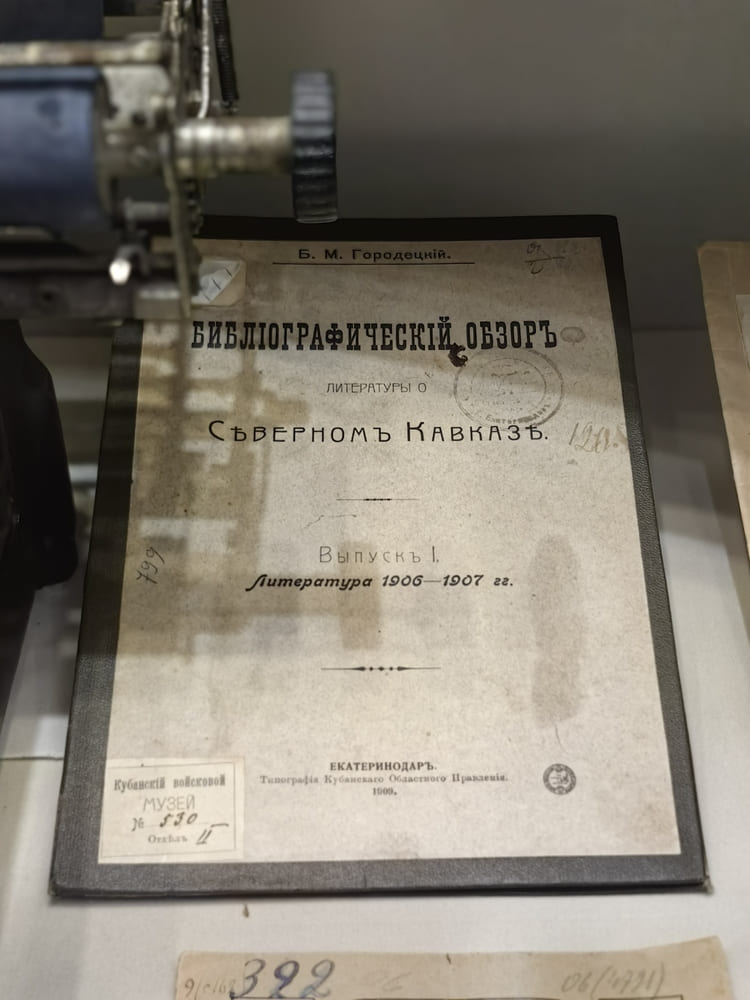 Б. М. Городецкій.
БИБЛІОГРАФИЧЕСКІЙ ОБЗОРЪ
ЛИТЕРАТУРЫ О
СѢВЕРНОМЪ КАВКАЗѢ.
ВЫПУСКЪ I.
Литература 1906—1907 гг.
799
ЕКАТЕРИНОДАРЪ.
Типографія Кубанскаго Областного Правленія.
1909.
Кубанскій войсковой
МУЗЕЙ
№ 530
Отдѣлъ II
322